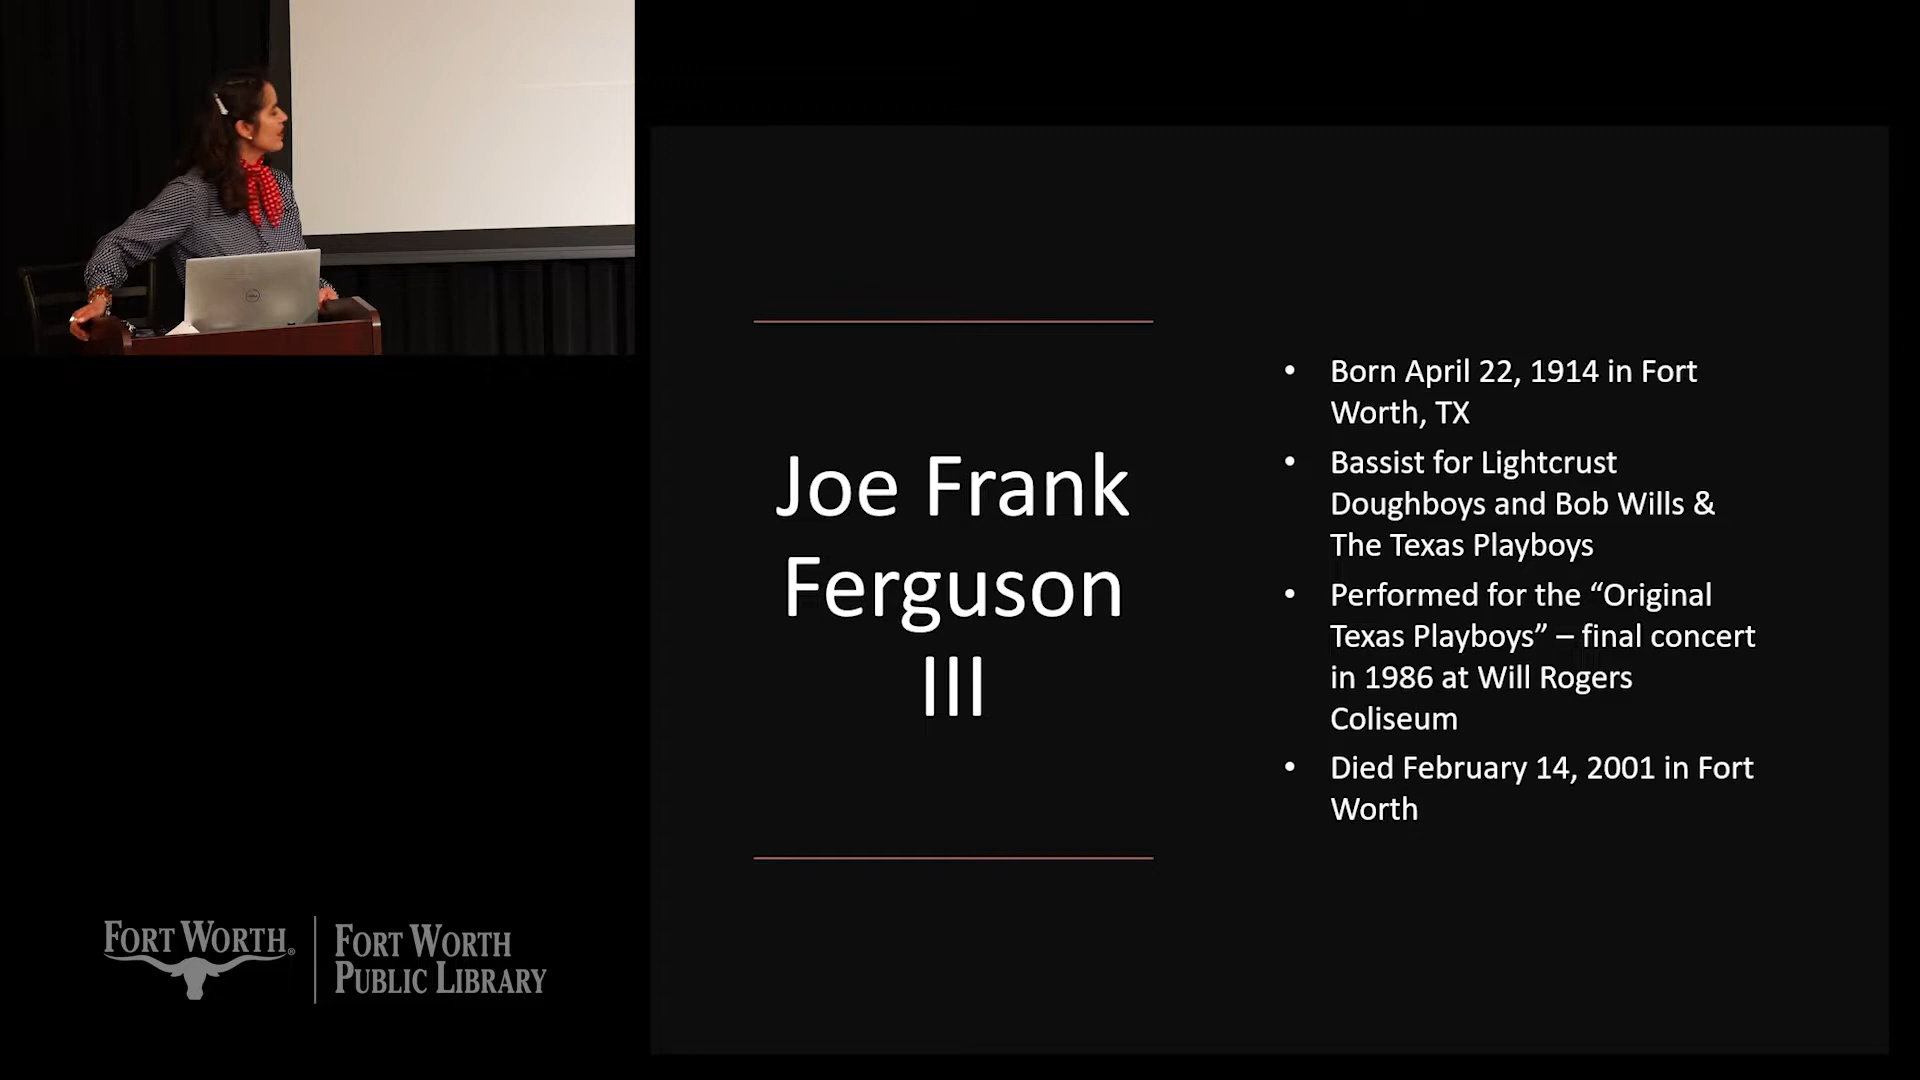 Joe Frank
Ferguson
III
• Born April 22, 1914 in Fort
Worth, TX
• Bassist for Lightcrust
Doughboys and Bob Wills &
The Texas Playboys
• Performed for the “Original
Texas Playboys” – final concert
in 1986 at Will Rogers
Coliseum
• Died February 14, 2001 in Fort
Worth
FORT WORTH®
FORT WORTH
PUBLIC LIBRARY